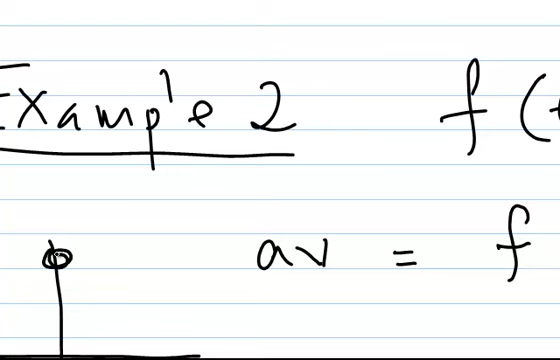 Example 2 f (
av = f